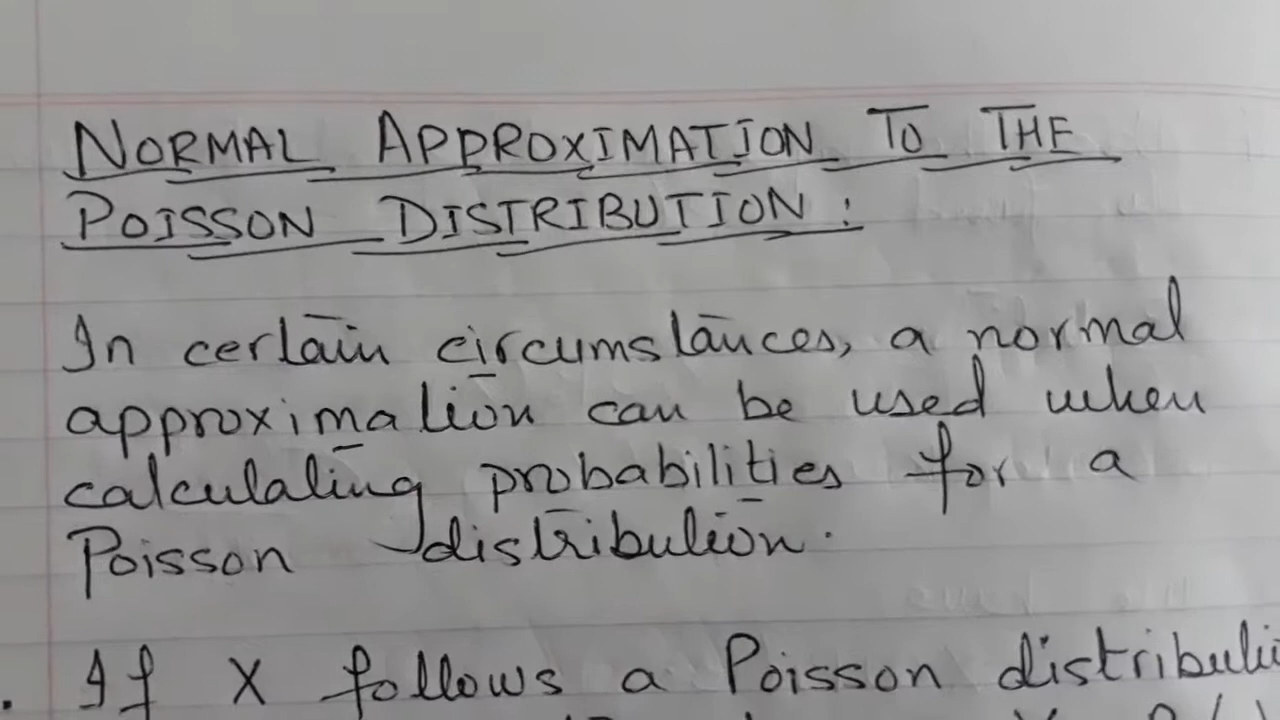 NORMAL APPROXIMATION TO THE
POISSON DISTRIBUTION:
In certain circumstances, a normal
approximation can be used when
calculating probabilities for a
Poisson distribution.
. If X follows a Poisson